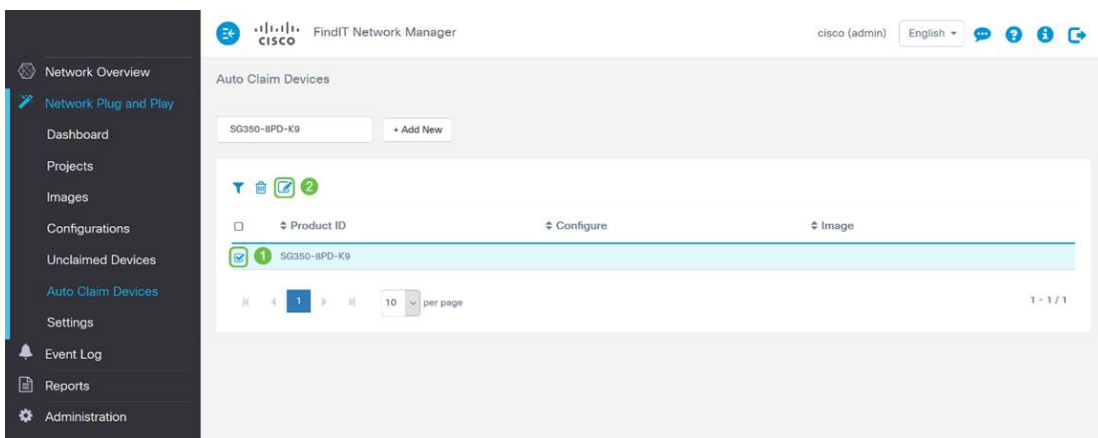 CISCO FindIT Network Manager cisco (admin) English
Network Overview
Network Plug and Play
Dashboard
Projects
Images
Configurations
Unclaimed Devices
Auto Claim Devices
Settings
Event Log
Reports
Administration
Auto Claim Devices
SG350-8PD-K9 + Add New
2
Product ID Configure Image
1 SG350-8PD-K9
1 10 per page 1 - 1 / 1